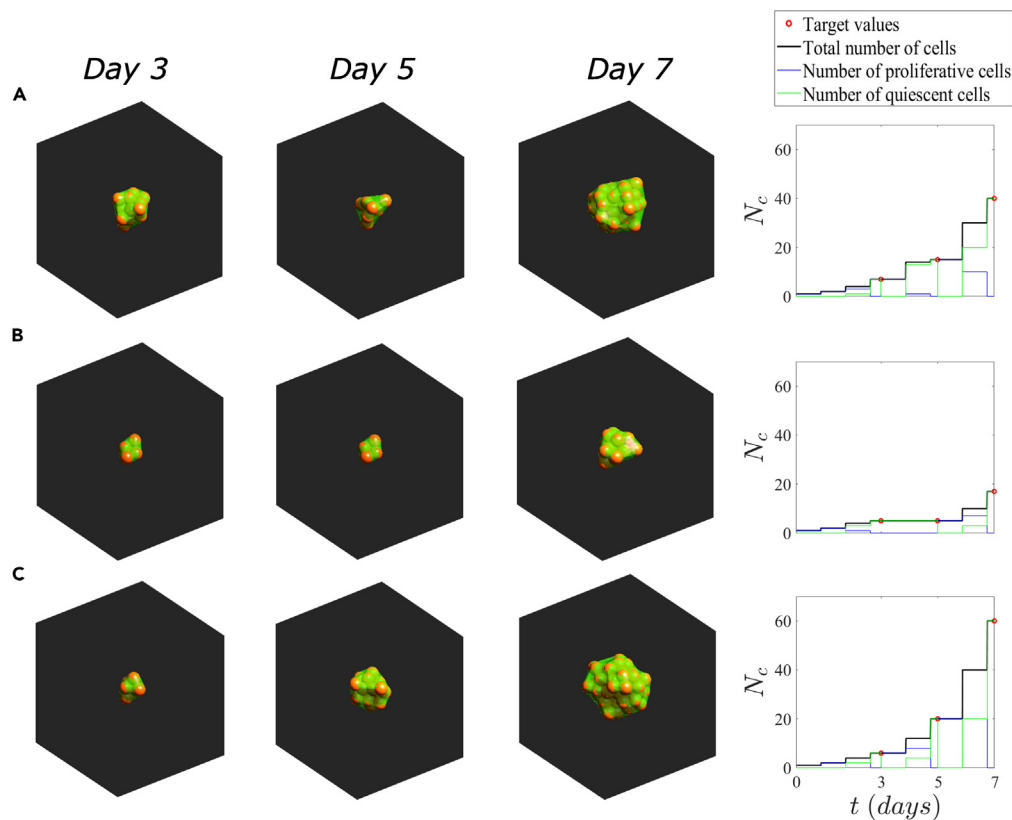 Target values
Total number of cells
Number of proliferative cells
Number of quiescent cells
Day 3
Day 5
Day 7
A
60
40
20
0
N_c
B
60
40
20
0
N_c
C
60
40
20
0
N_c
0 3 5 7
t (days)